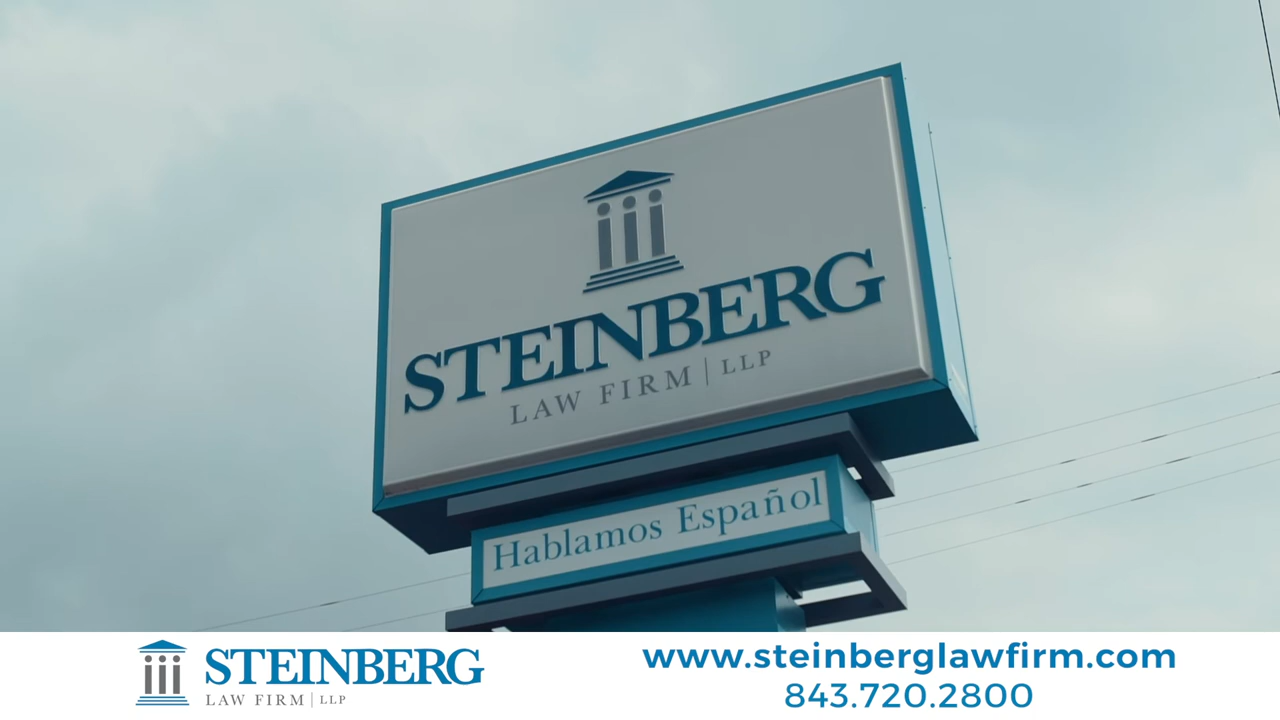 STEINBERG
LAW FIRM | LLP
Hablamos Español
STEINBERG
LAW FIRM | LLP
www.steinberglawfirm.com
843.720.2800